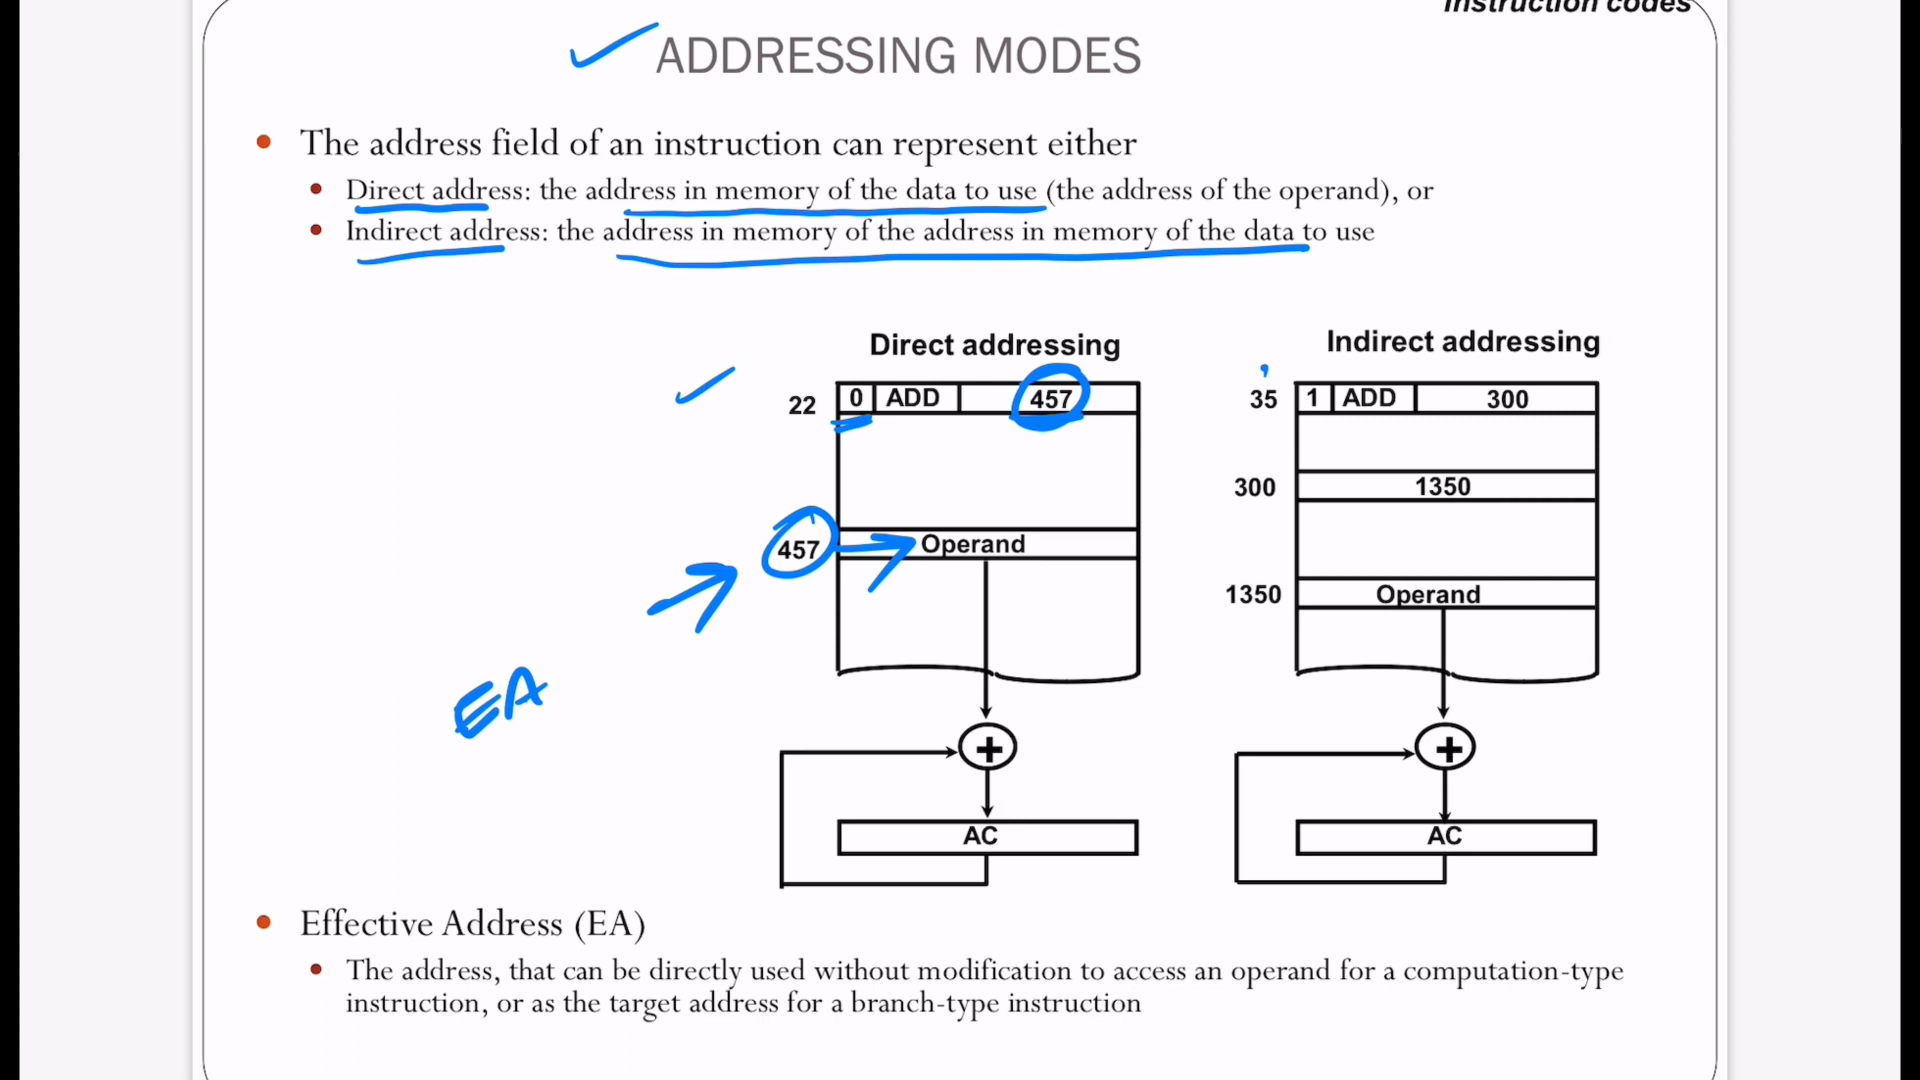 Instruction codes
ADDRESSING MODES
• The address field of an instruction can represent either
• Direct address: the address in memory of the data to use (the address of the operand), or
• Indirect address: the address in memory of the address in memory of the data to use
Direct addressing
22 0 ADD 457
457 Operand
+
AC
Indirect addressing
35 1 ADD 300
300 1350
1350 Operand
+
AC
EA
• Effective Address (EA)
• The address, that can be directly used without modification to access an operand for a computation-type
instruction, or as the target address for a branch-type instruction